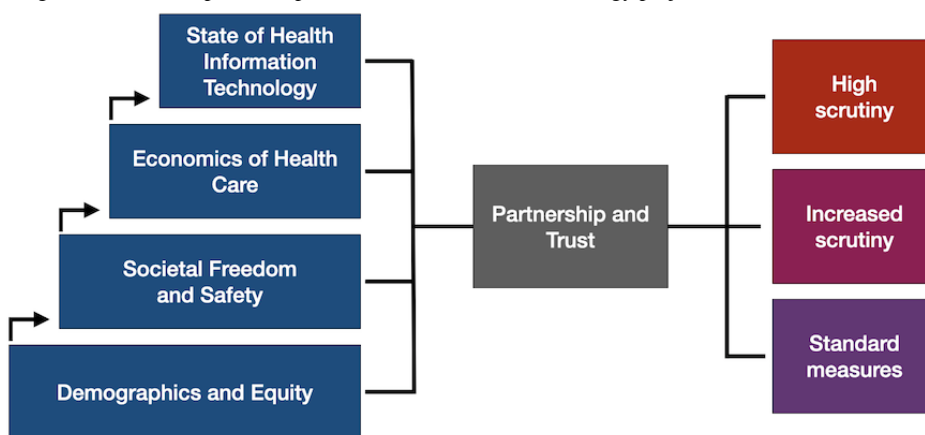 State of Health
Information
Technology
Economics of Health
Care
Societal Freedom
and Safety
Demographics and Equity
Partnership and
Trust
High
scrutiny
Increased
scrutiny
Standard
measures